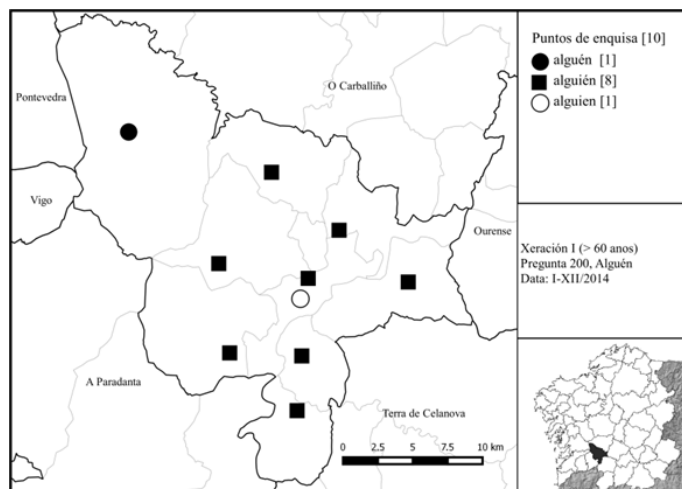 Puntos de enquisa [10]
alguén [1]
alguién [8]
alguien [1]
Pontevedra
O Carballiño
Vigo
Ourense
Xeración I (> 60 anos)
Pregunta 200, Alguén
Data: I-XII/2014
A Paradanta
Terra de Celanova
0 2.5 5 7.5 10 km